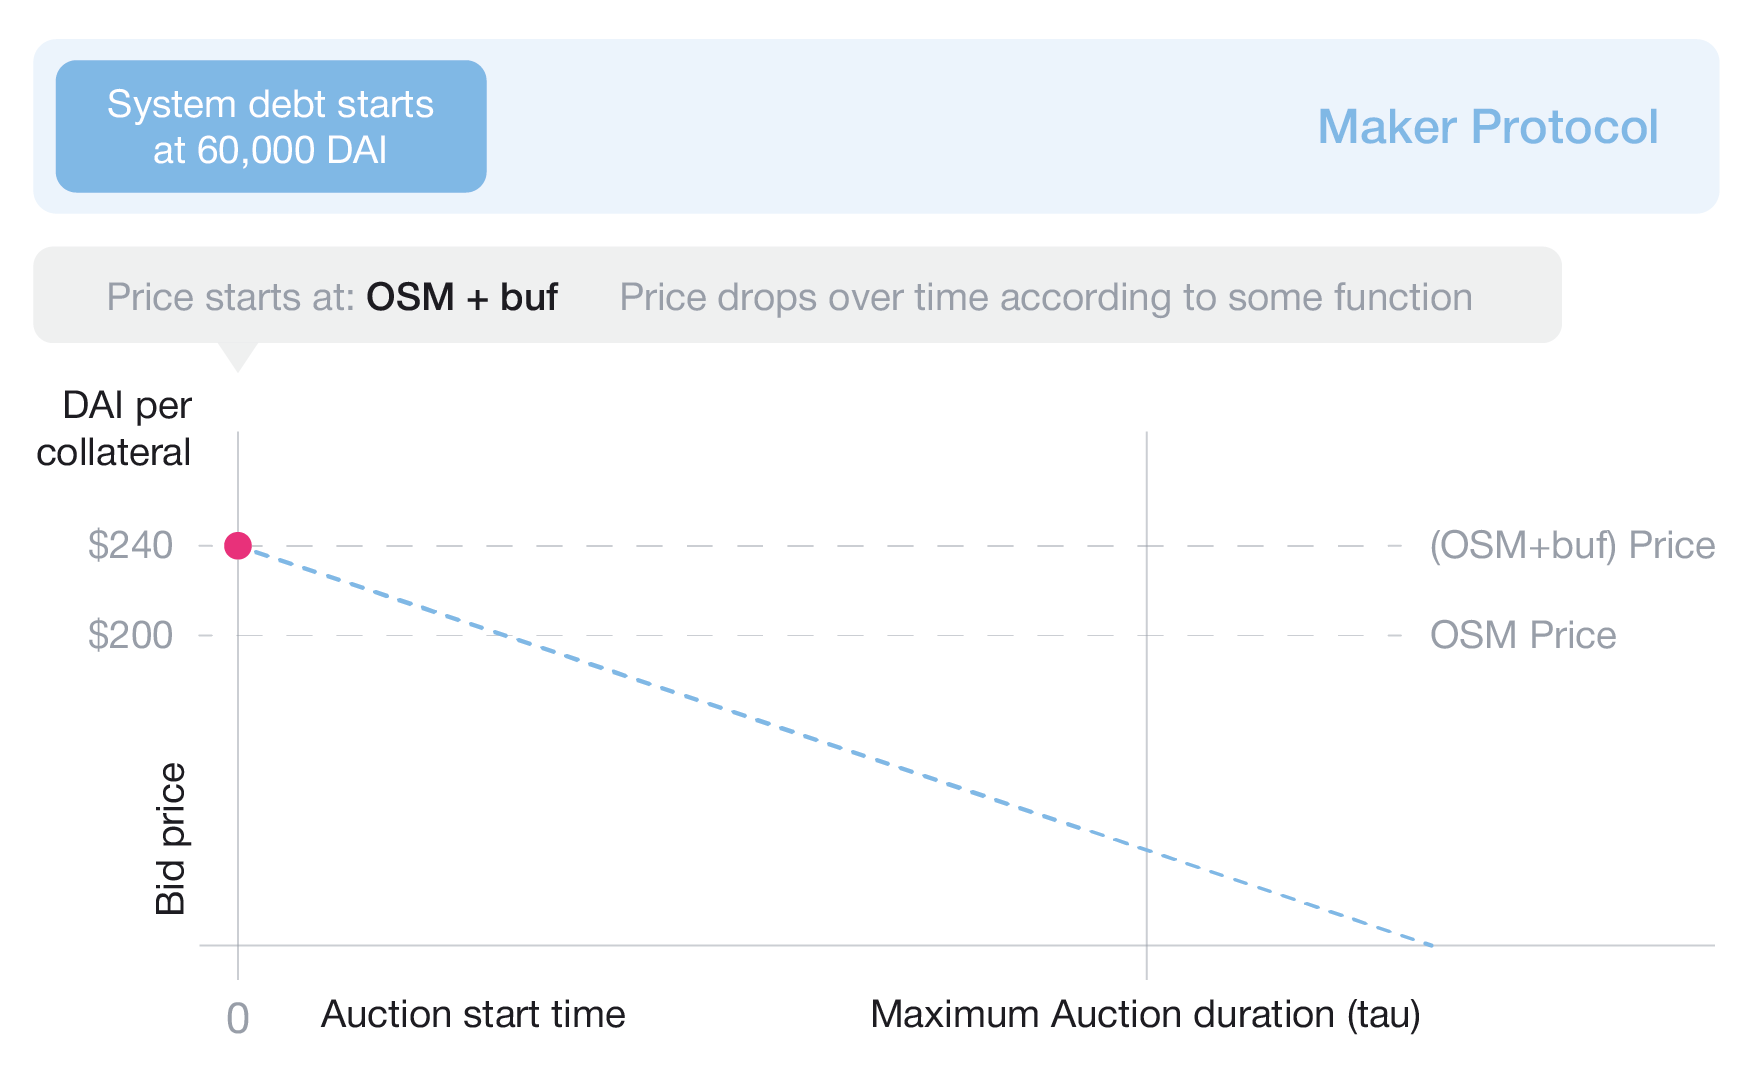 System debt starts
at 60,000 DAI
Maker Protocol
Price starts at: OSM + buf
Price drops over time according to some function
DAI per
collateral
$240
(OSM+buf) Price
$200
OSM Price
Bid price
0
Auction start time
Maximum Auction duration (tau)